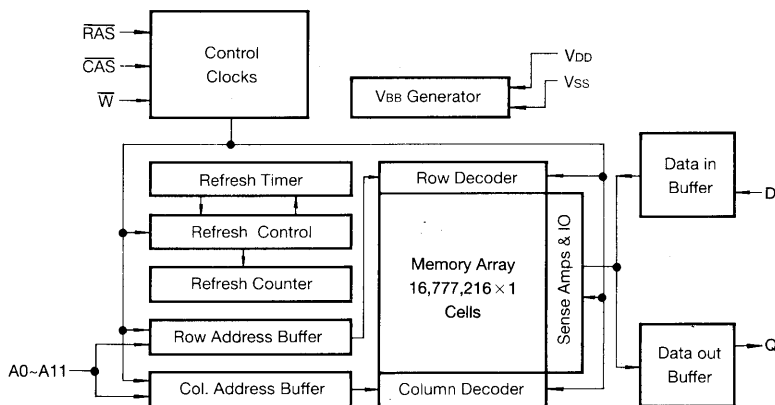 R̅A̅S̅
Control
Clocks
C̅A̅S̅
W̅
VBB Generator
VDD
VSS
Refresh Timer
Refresh Control
Refresh Counter
Row Address Buffer
Col. Address Buffer
A0~A11
Row Decoder
Memory Array
16,777,216×1
Cells
Column Decoder
Sense Amps & IO
Data in
Buffer
D
Data out
Buffer
Q